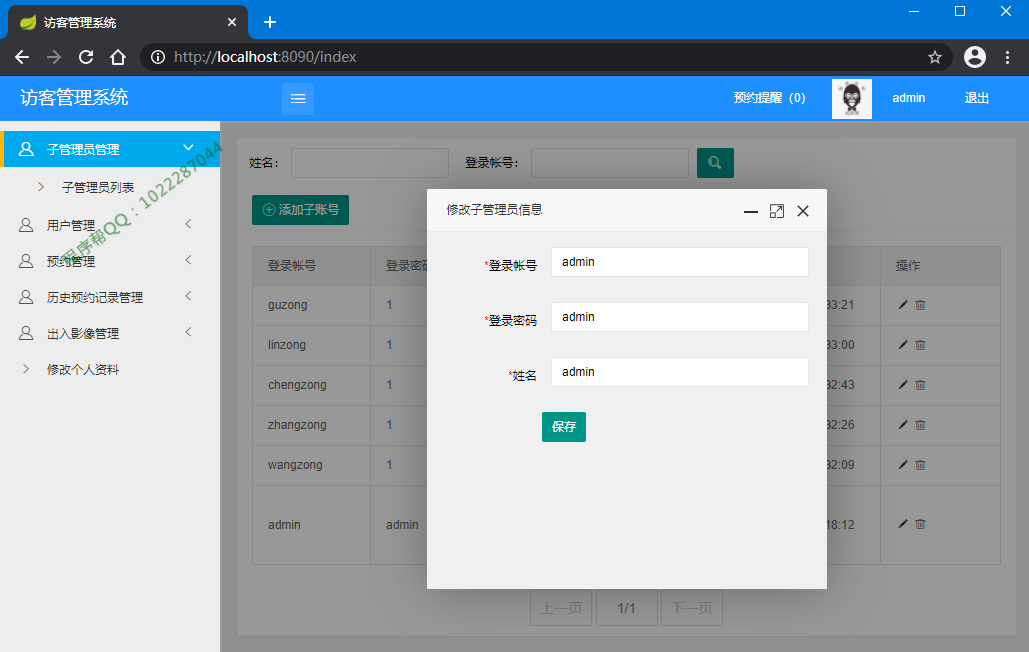 访客管理系统
http://localhost:8090/index
访客管理系统
预约提醒（0）
admin
退出
子管理员管理
子管理员列表
用户管理
预约管理
历史预约记录管理
出入影像管理
修改个人资料
程序帮QQ：1022287044
姓名：
登录帐号：
添加子账号
登录帐号 登录密码 操作
guzong 1 33:21
linzong 1 33:00
chengzong 1 32:43
zhangzong 1 32:26
wangzong 1 32:09
admin admin 18:12
上一页 1/1 下一页
修改子管理员信息
*登录帐号 admin
*登录密码 admin
*姓名 admin
保存